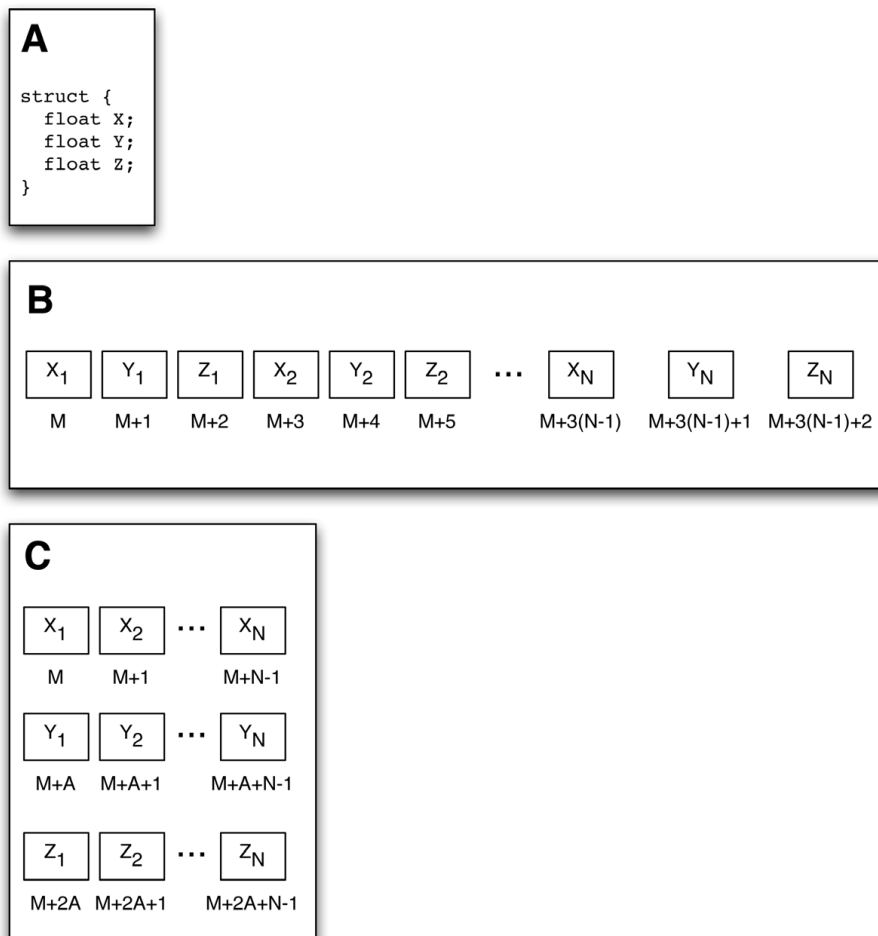 A
struct {
float X;
float Y;
float Z;
}
B
X1 Y1 Z1 X2 Y2 Z2 ... XN YN ZN
M M+1 M+2 M+3 M+4 M+5 M+3(N-1) M+3(N-1)+1 M+3(N-1)+2
C
X1 X2 ... XN
M M+1 M+N-1
Y1 Y2 ... YN
M+A M+A+1 M+A+N-1
Z1 Z2 ... ZN
M+2A M+2A+1 M+2A+N-1